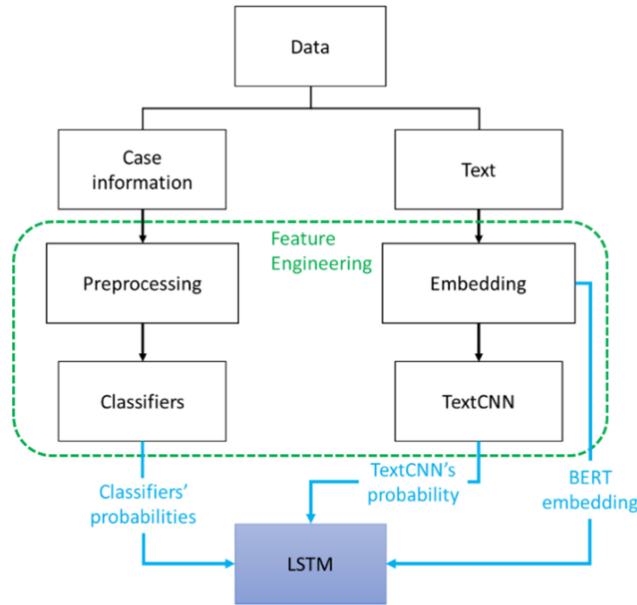 Data
Case
information
Text
Feature
Engineering
Preprocessing
Embedding
Classifiers
TextCNN
Classifiers'
probabilities
TextCNN's
probability
BERT
embedding
LSTM